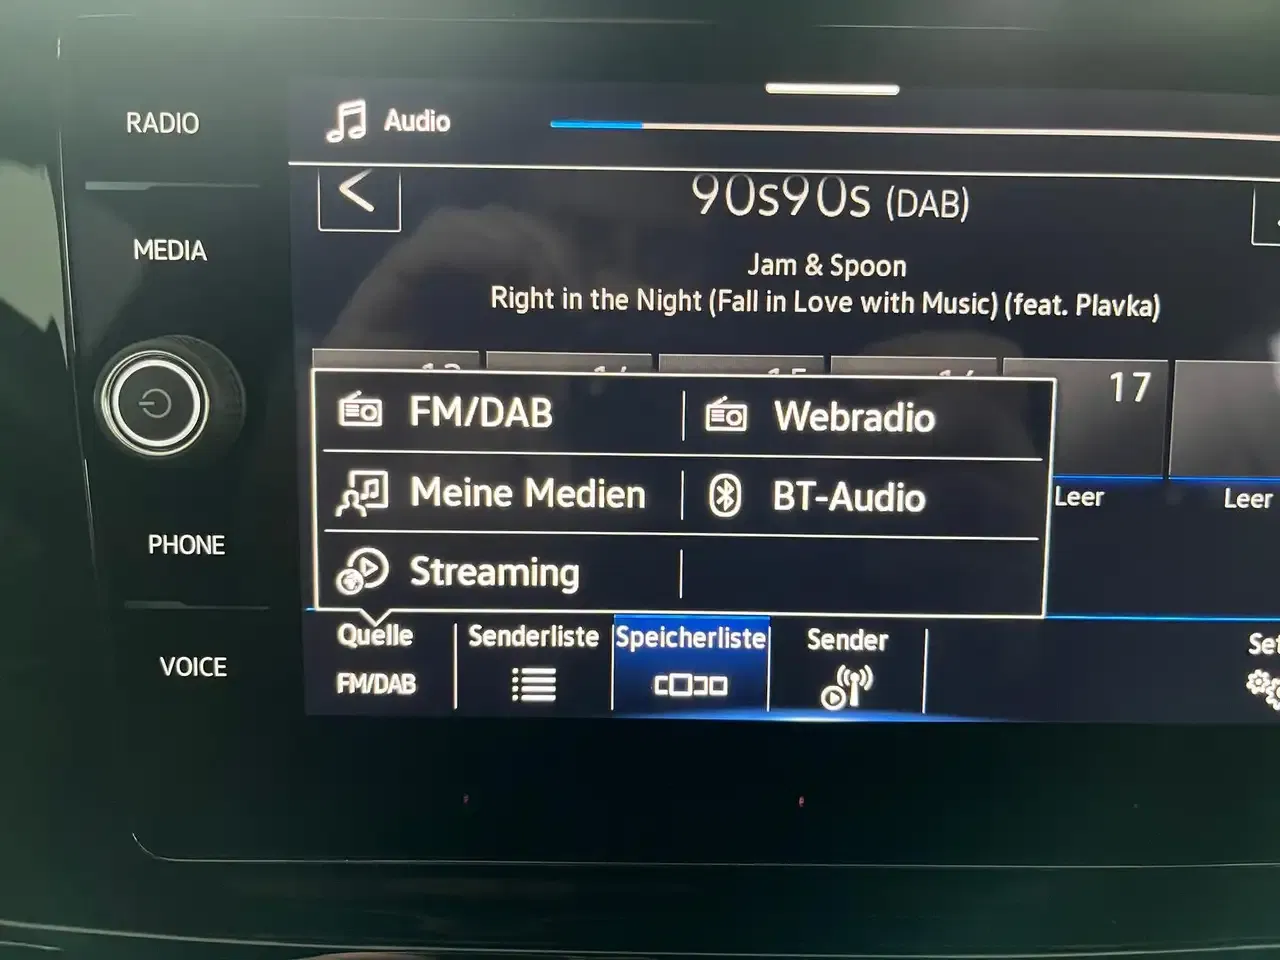 RADIO
Audio
90s90s (DAB)
MEDIA
Jam & Spoon
Right in the Night (Fall in Love with Music) (feat. Plavka)
17
FM/DAB
Webradio
Meine Medien
BT-Audio
Leer
Leer
PHONE
Streaming
Quelle
Senderliste
Speicherliste
Sender
VOICE
FM/DAB